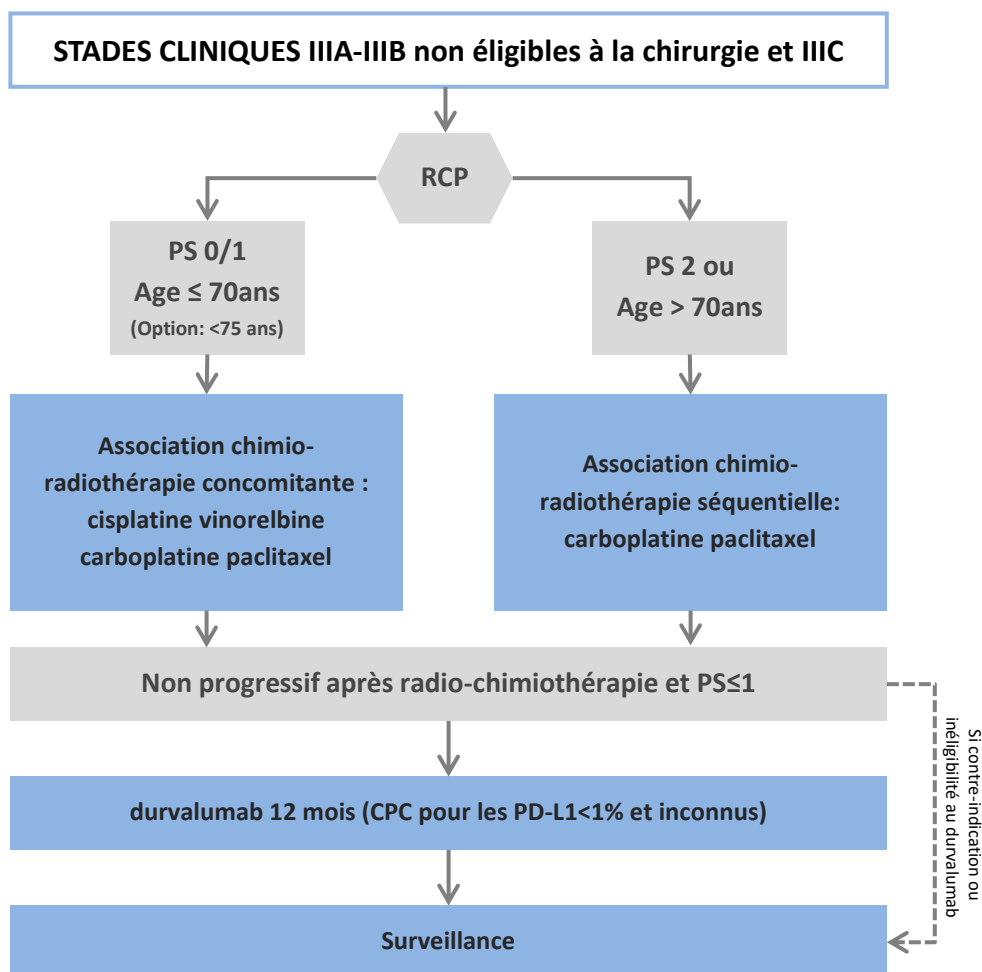 STADES CLINIQUES IIIA-IIIB non éligibles à la chirurgie et IIIC
RCP
PS 0/1
Age ≤ 70ans
(Option: <75 ans)
PS 2 ou
Age > 70ans
Association chimio-
radiothérapie concomitante :
cisplatine vinorelbine
carboplatine paclitaxel
Association chimio-
radiothérapie séquentielle:
carboplatine paclitaxel
Non progressif après radio-chimiothérapie et PS≤1
Si contre-indication ou
inéligibilité au durvalumab
durvalumab 12 mois (CPC pour les PD-L1<1% et inconnus)
Surveillance